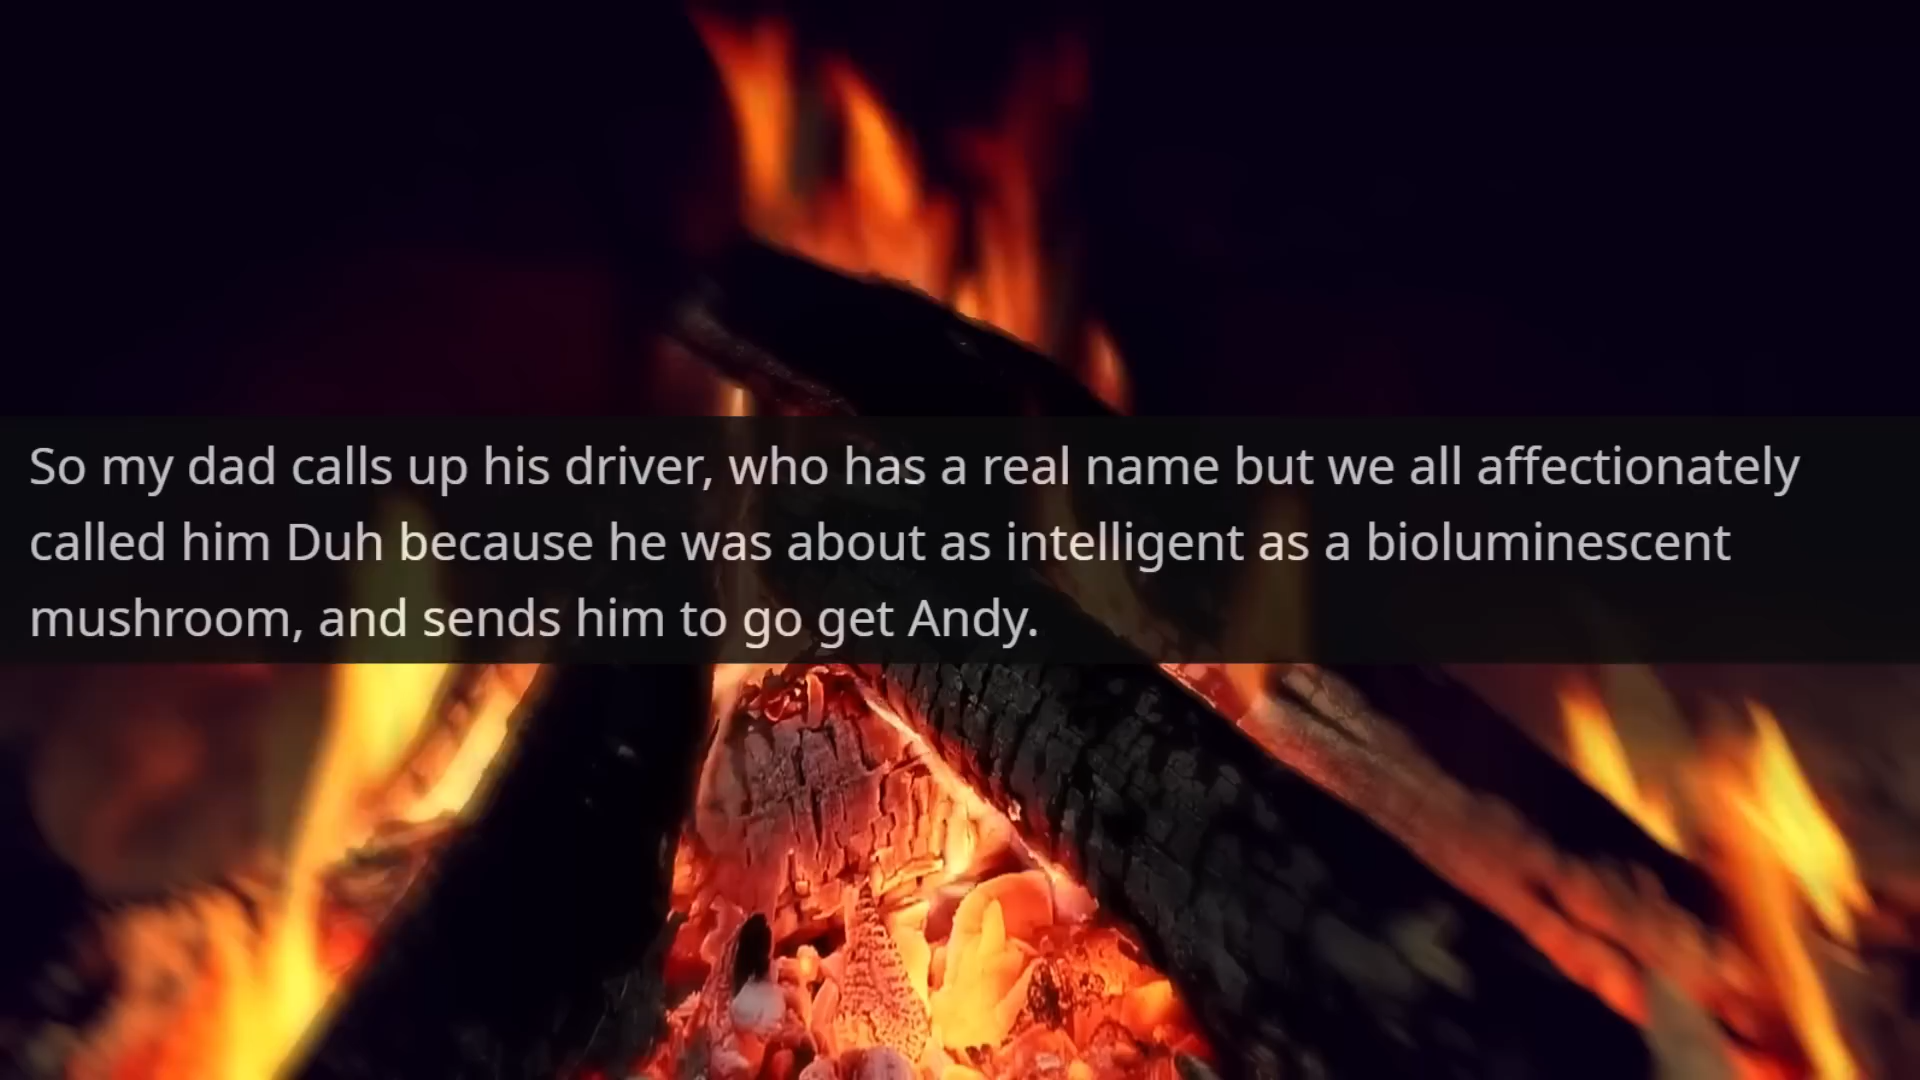 So my dad calls up his driver, who has a real name but we all affectionately
called him Duh because he was about as intelligent as a bioluminescent
mushroom, and sends him to go get Andy.